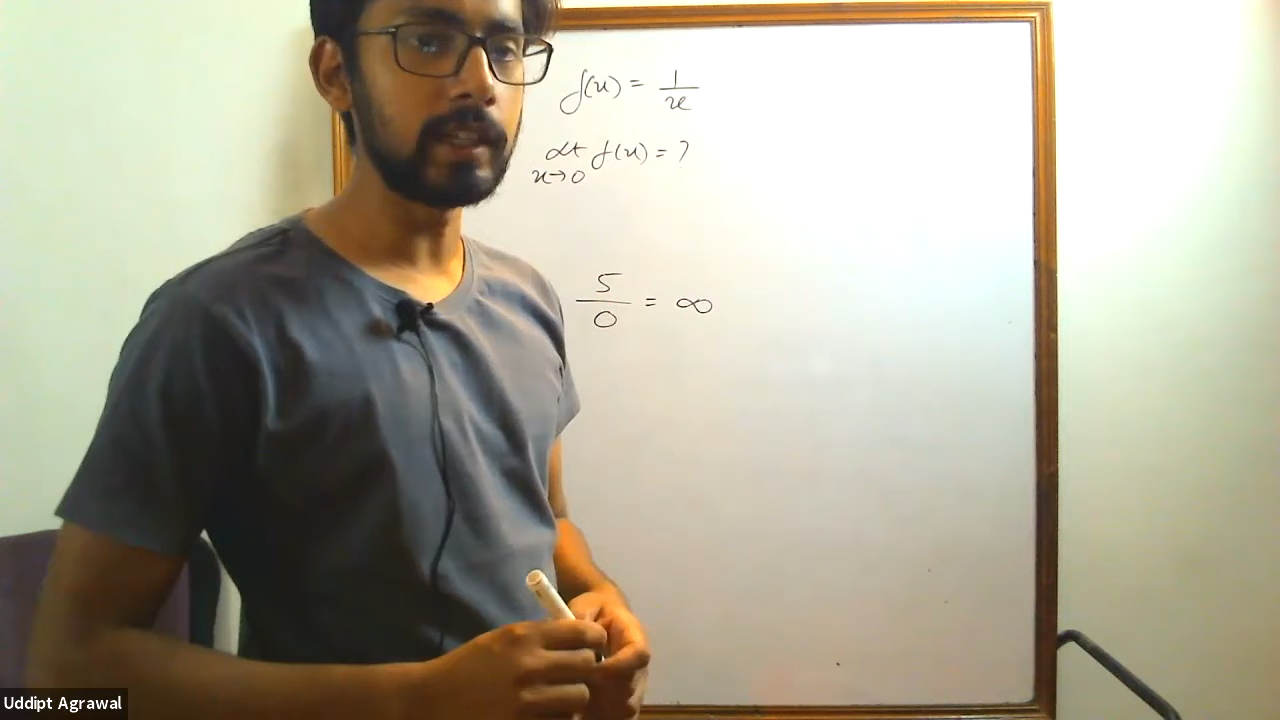 f(x) = 1/x
Lt f(x) = ?
x→0
5/0 = ∞
Uddipt Agrawal